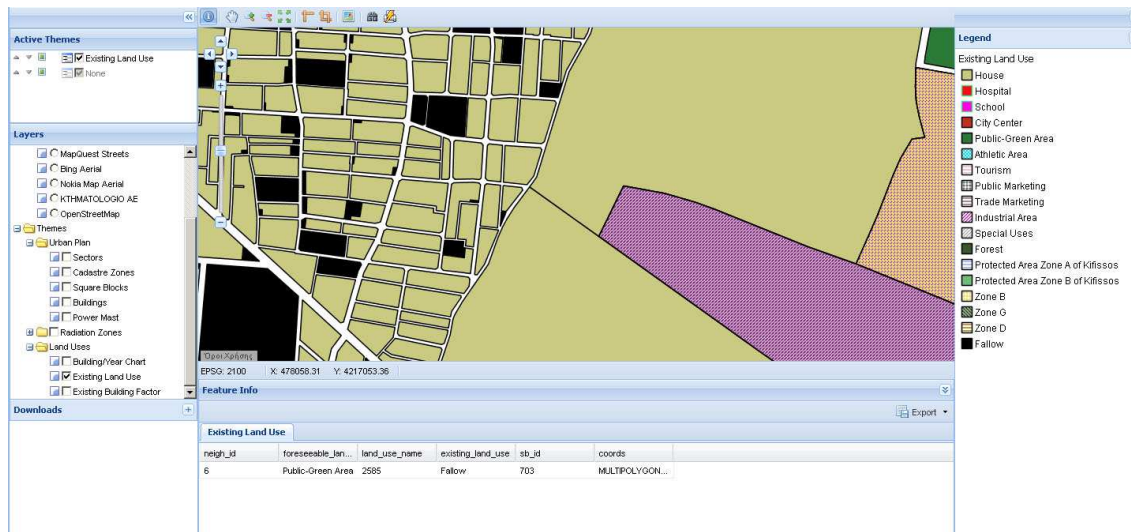 Active Themes
Existing Land Use
None
Layers
MapQuest Streets
Bing Aerial
Nokia Map Aerial
KTHMATOLOGIO AE
OpenStreetMap
Themes
Urban Plan
Sectors
Cadastre Zones
Square Blocks
Buildings
Power Mast
Radiation Zones
Land Uses
Building/Year Chart
Existing Land Use
Existing Building Factor
Downloads
Όροι Χρήσης
EPSG: 2100 X: 478058.31 Y: 4217053.36
Feature Info
Export
Existing Land Use
neigh_id foreseeable_lan... land_use_name existing_land_use sb_id coords
6 Public-Green Area 2585 Fallow 703 MULTIPOLYGON...
Legend
Existing Land Use
House
Hospital
School
City Center
Public-Green Area
Athletic Area
Tourism
Public Marketing
Trade Marketing
Industrial Area
Special Uses
Forest
Protected Area Zone A of Kifissos
Protected Area Zone B of Kifissos
Zone B
Zone G
Zone D
Fallow